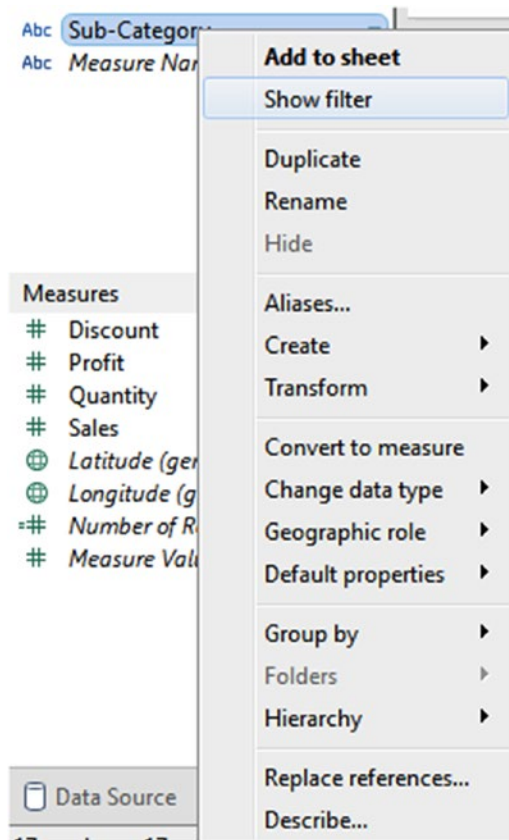 Abc Sub-Category
Abc Measure Nar
Add to sheet
Show filter
Duplicate
Rename
Hide
Aliases...
Create
Transform
Convert to measure
Change data type
Geographic role
Default properties
Group by
Folders
Hierarchy
Replace references...
Describe...
Measures
# Discount
# Profit
# Quantity
# Sales
Latitude (ger
Longitude (g
=# Number of R
# Measure Valu
Data Source